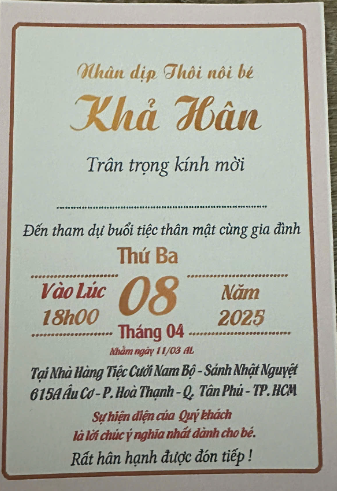 Nhân dịp Thôi nôi bé
Khả Hân
Trân trọng kính mời
Đến tham dự buổi tiệc thân mật cùng gia đình
Thứ Ba
Vào Lúc 08 Năm
18h00 2025
Tháng 04
Nhằm ngày 11/03 ÂL
Tại Nhà Hàng Tiệc Cưới Nam Bộ - Sảnh Nhật Nguyệt
615A Âu Cơ - P. Hoà Thạnh - Q. Tân Phú - TP. HCM
Sự hiện diện của Quý khách
là lời chúc ý nghĩa nhất dành cho bé.
Rất hân hạnh được đón tiếp !